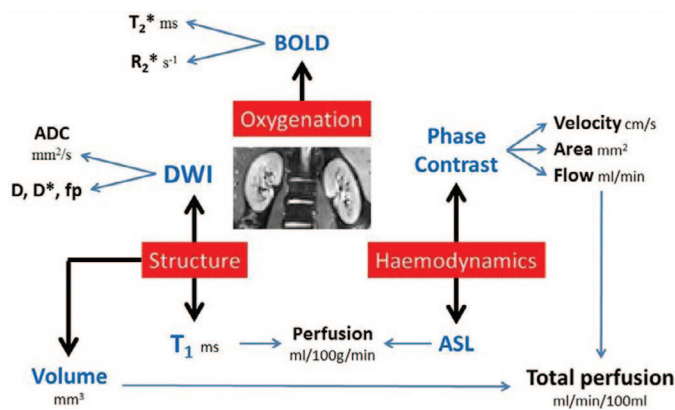 T₂* ms
BOLD
R₂* s⁻¹
Oxygenation
ADC
mm²/s
DWI
D, D*, fp
Phase
Contrast
Velocity cm/s
Area mm²
Flow ml/min
Structure
Haemodynamics
T₁ ms
Perfusion
ml/100g/min
ASL
Volume
mm³
Total perfusion
ml/min/100ml